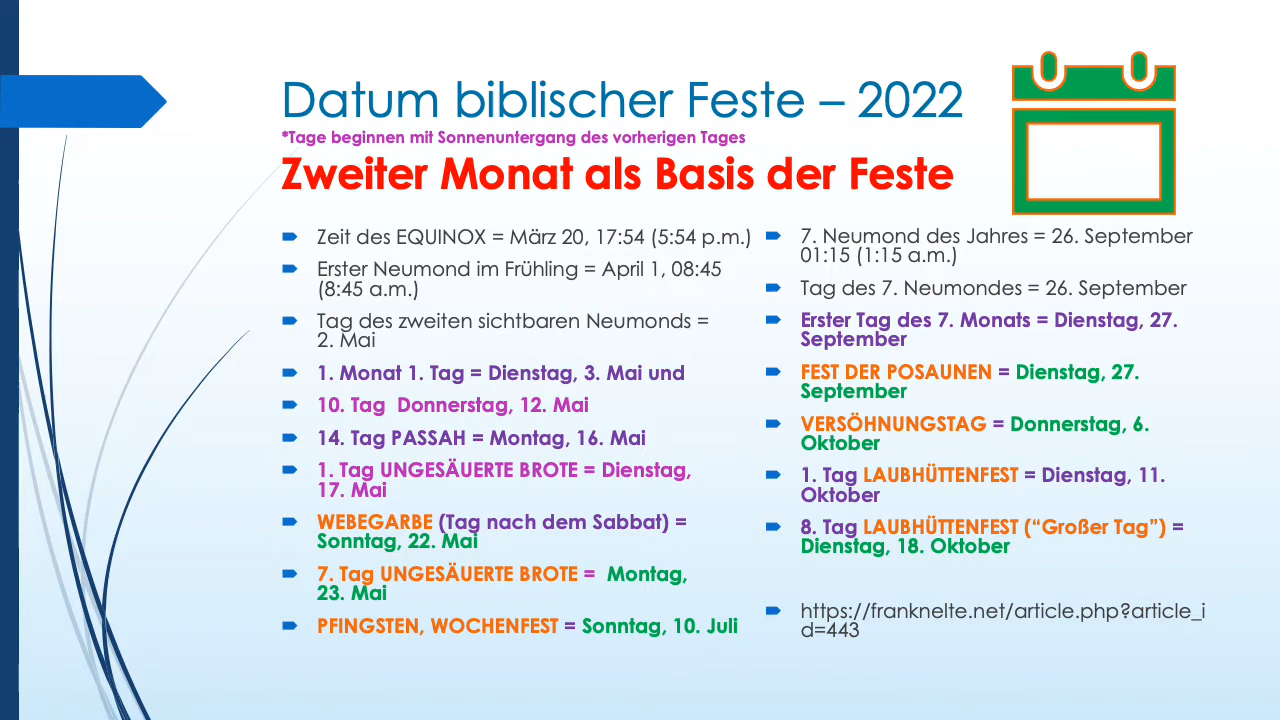 Datum biblischer Feste – 2022
*Tage beginnen mit Sonnenuntergang des vorherigen Tages
Zweiter Monat als Basis der Feste
Zeit des EQUINOX = März 20, 17:54 (5:54 p.m.)
Erster Neumond im Frühling = April 1, 08:45
(8:45 a.m.)
Tag des zweiten sichtbaren Neumonds =
2. Mai
1. Monat 1. Tag = Dienstag, 3. Mai und
10. Tag  Donnerstag, 12. Mai
14. Tag PASSAH = Montag, 16. Mai
1. Tag UNGESÄUERTE BROTE = Dienstag,
17. Mai
WEBEGARBE (Tag nach dem Sabbat) =
Sonntag, 22. Mai
7. Tag UNGESÄUERTE BROTE =  Montag,
23. Mai
PFINGSTEN, WOCHENFEST = Sonntag, 10. Juli
7. Neumond des Jahres = 26. September
01:15 (1:15 a.m.)
Tag des 7. Neumondes = 26. September
Erster Tag des 7. Monats = Dienstag, 27.
September
FEST DER POSAUNEN = Dienstag, 27.
September
VERSÖHNUNGSTAG = Donnerstag, 6.
Oktober
1. Tag LAUBHÜTTENFEST = Dienstag, 11.
Oktober
8. Tag LAUBHÜTTENFEST (“Großer Tag”) =
Dienstag, 18. Oktober
https://franknelte.net/article.php?article_i
d=443